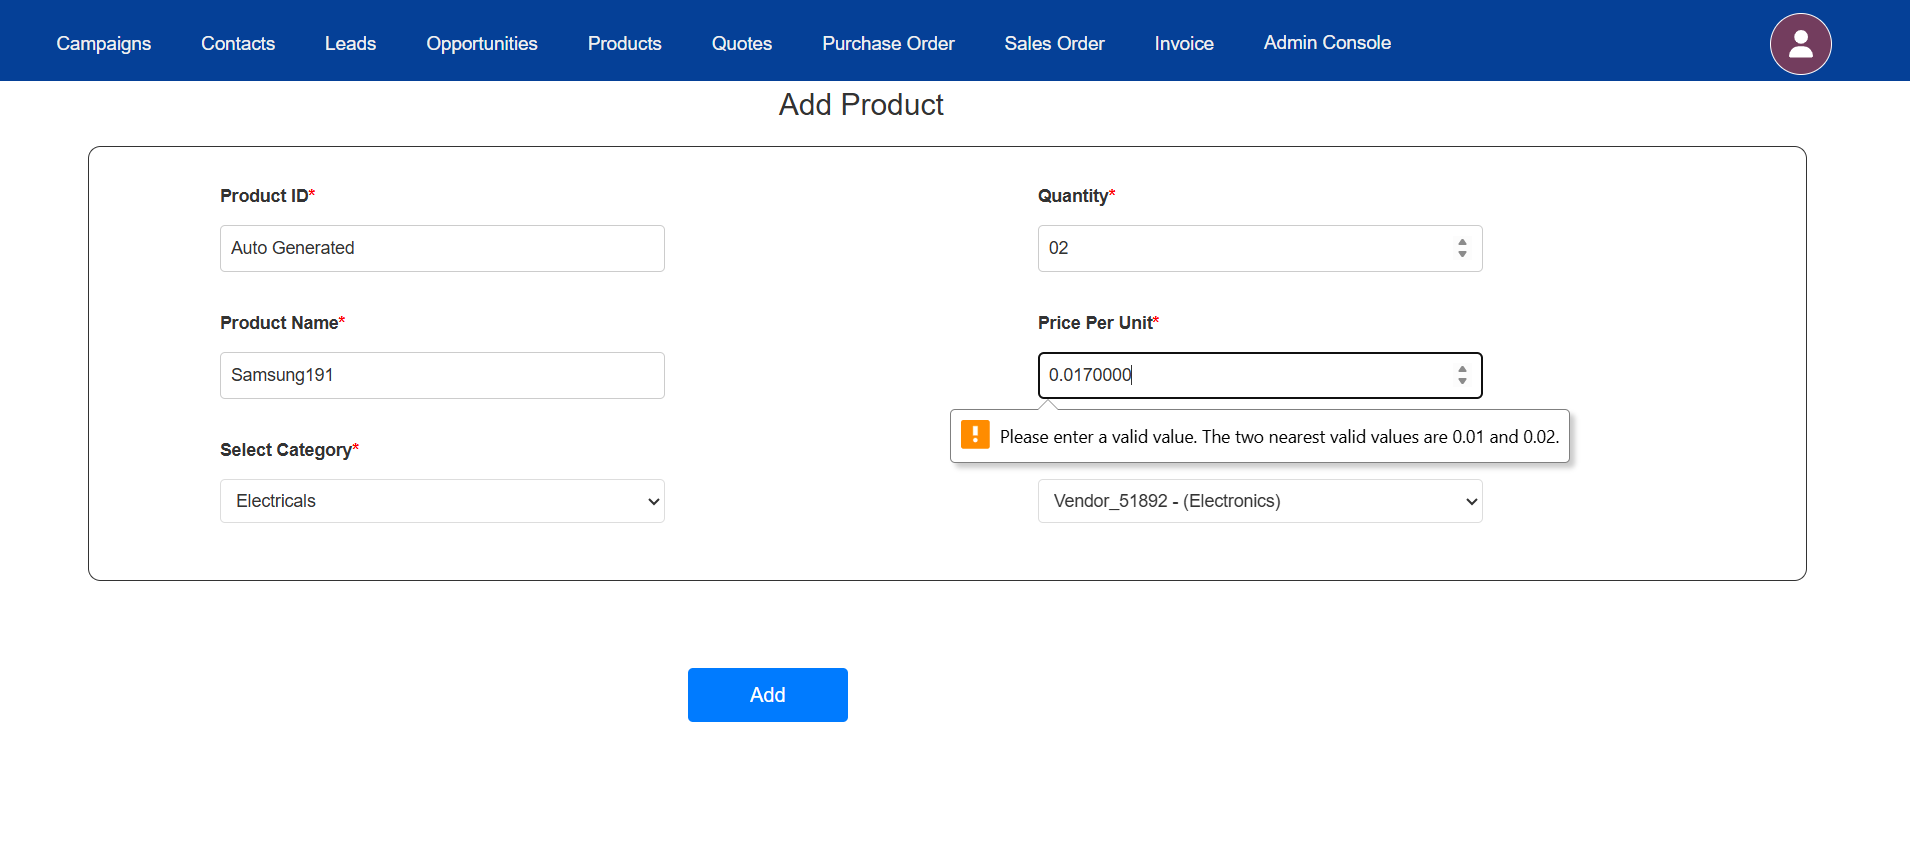 Campaigns Contacts Leads Opportunities Products Quotes Purchase Order Sales Order Invoice Admin Console
Add Product
Product ID*
Auto Generated
Quantity*
02
Product Name*
Samsung191
Price Per Unit*
0.0170000
Please enter a valid value. The two nearest valid values are 0.01 and 0.02.
Select Category*
Electricals
Vendor_51892 - (Electronics)
Add